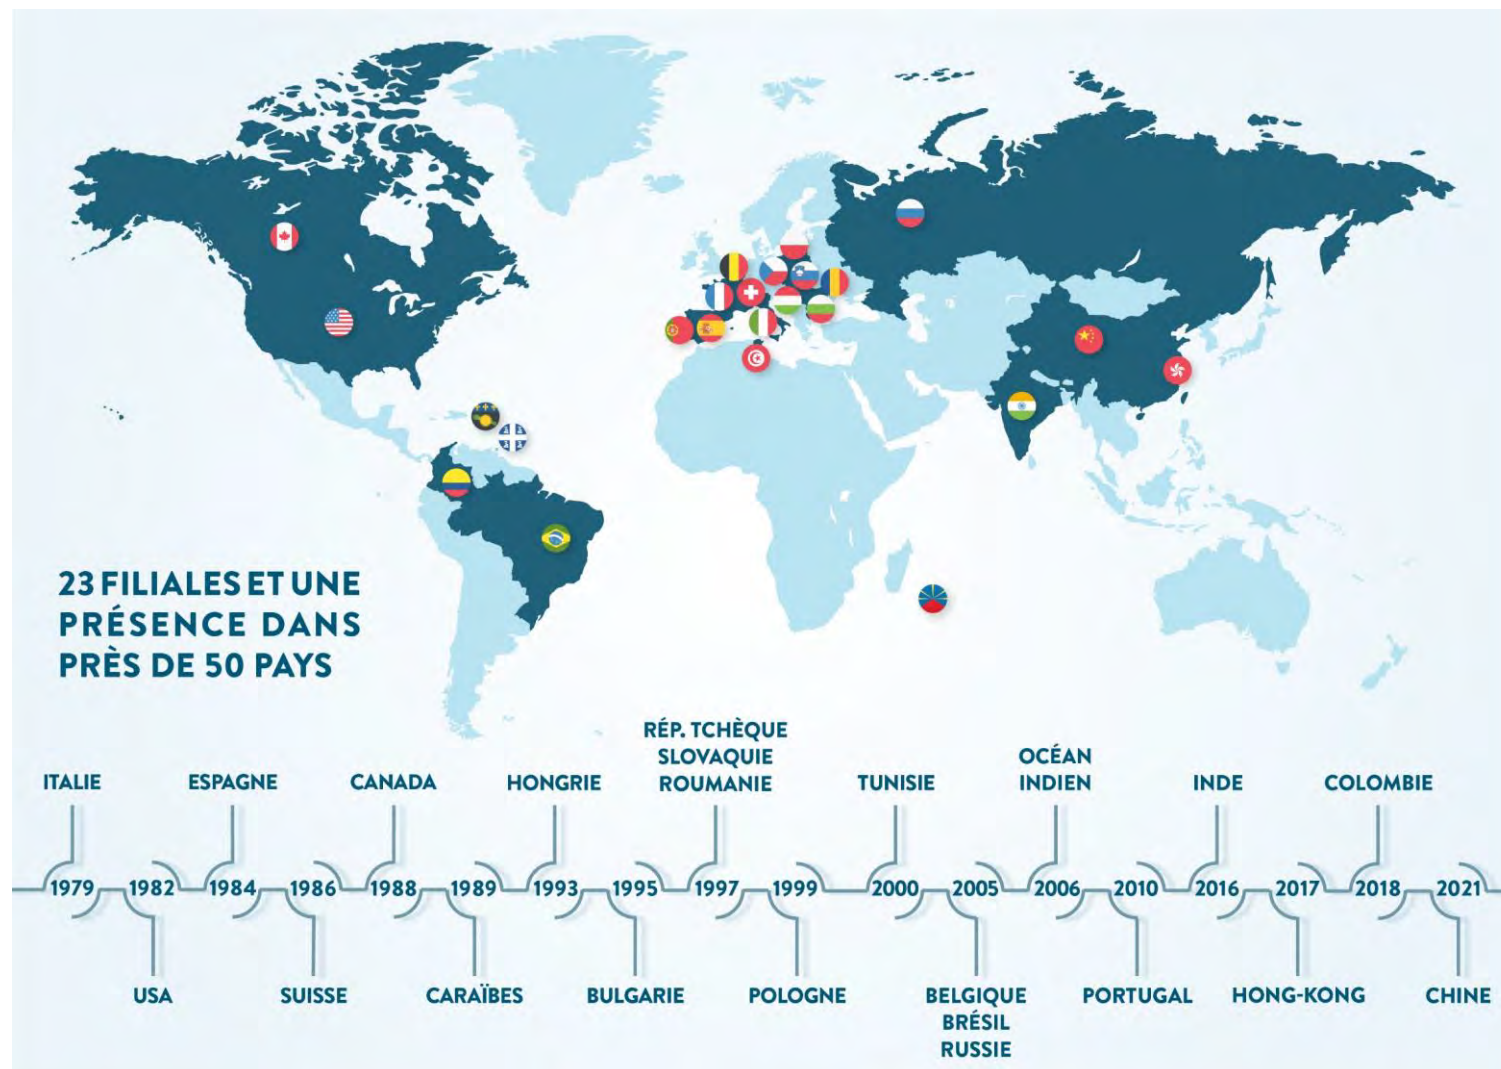 23 FILIALES ET UNE
PRÉSENCE DANS
PRÈS DE 50 PAYS
RÉP. TCHÈQUE
SLOVAQUIE
ROUMANIE
OCÉAN
INDIEN
ITALIE
ESPAGNE
CANADA
HONGRIE
TUNISIE
INDE
COLOMBIE
1979
1982
1984
1986
1988
1989
1993
1995
1997
1999
2000
2005
2006
2010
2016
2017
2018
2021
USA
SUISSE
CARAÏBES
BULGARIE
POLOGNE
BELGIQUE
BRÉSIL
RUSSIE
PORTUGAL
HONG-KONG
CHINE